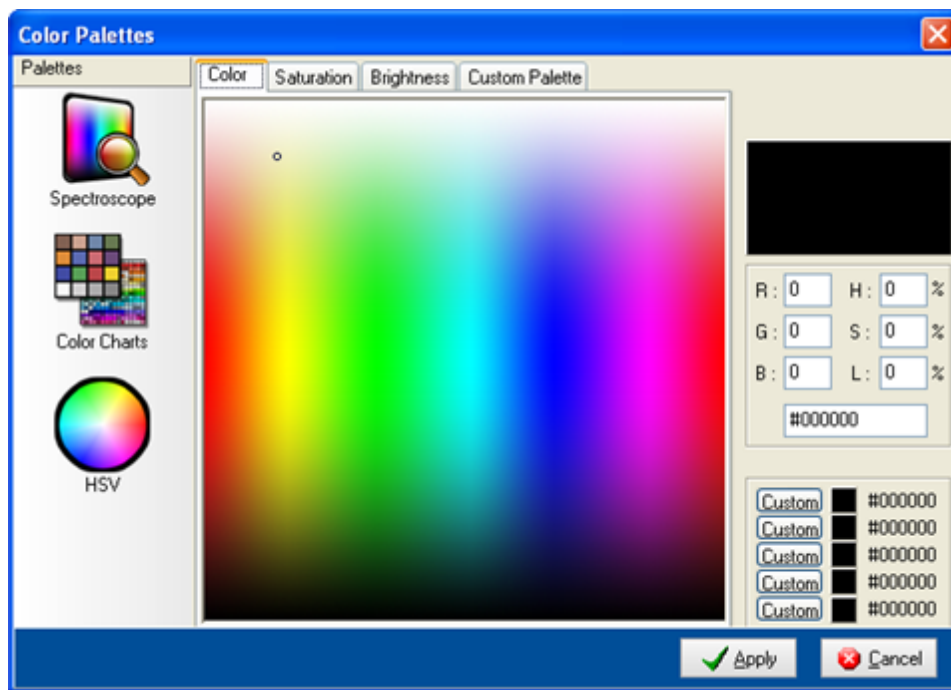 Color Palettes
Palettes
Color Saturation Brightness Custom Palette
Spectroscope
Color Charts
HSV
R : 0 H : 0 %
G : 0 S : 0 %
B : 0 L : 0 %
#000000
Custom #000000
Custom #000000
Custom #000000
Custom #000000
Custom #000000
Apply Cancel